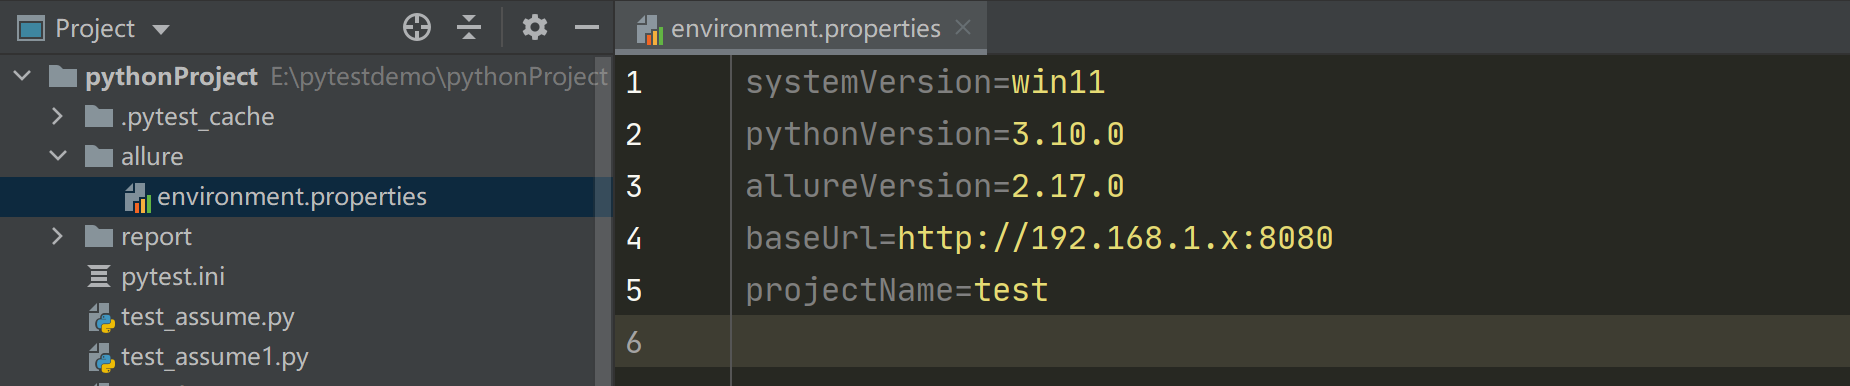 Project
pythonProject E:\pytestdemo\pythonProject
.pytest_cache
allure
environment.properties
report
pytest.ini
test_assume.py
test_assume1.py
environment.properties
1 systemVersion=win11
2 pythonVersion=3.10.0
3 allureVersion=2.17.0
4 baseUrl=http://192.168.1.x:8080
5 projectName=test
6